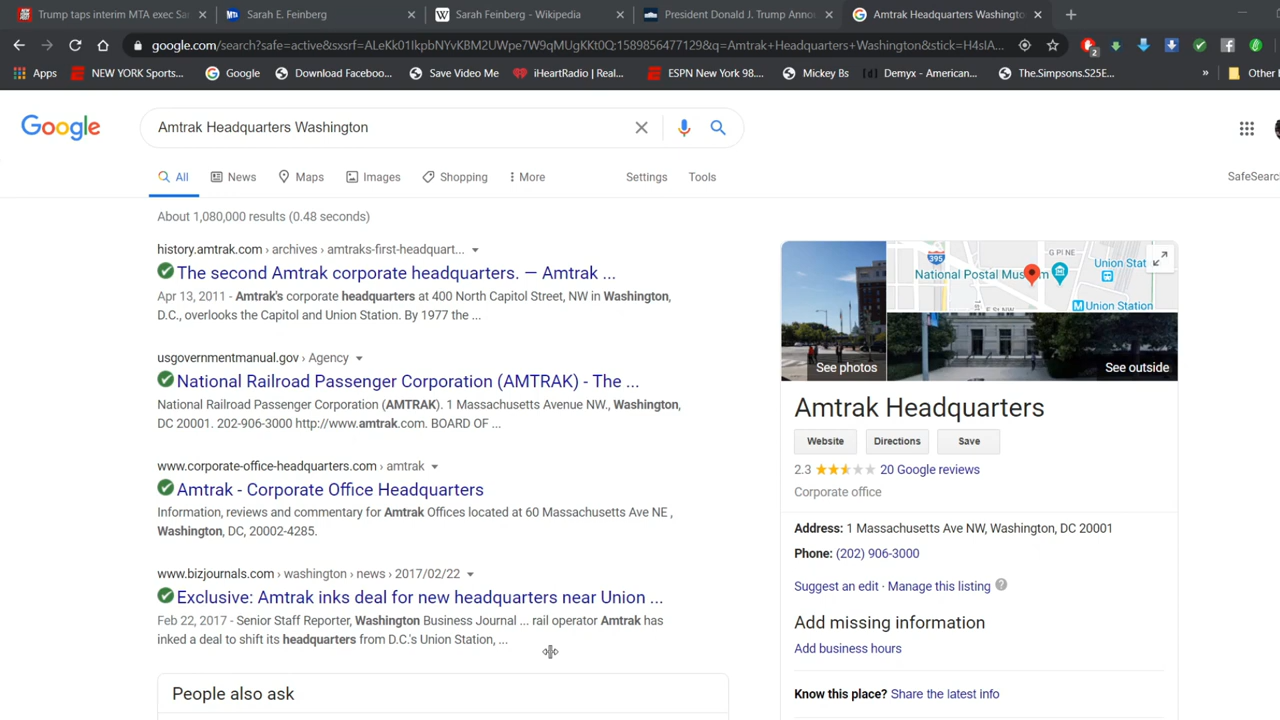 Trump taps interim MTA exec Sar
Sarah E. Feinberg
Sarah Feinberg - Wikipedia
President Donald J. Trump Annou
Amtrak Headquarters Washingto
google.com/search?safe=active&sxsrf=ALeKk01IkpbNYvKBM2UWpe7W9qMUgKKt0Q:1589856477129&q=Amtrak+Headquarters+Washington&stick=H4sIA...
2
Apps
NEW YORK Sports...
Google
Download Faceboo...
Save Video Me
iHeartRadio | Real...
ESPN New York 98....
Mickey Bs
Demyx - American...
The.Simpsons.S25E...
»
Other
Google
Amtrak Headquarters Washington
All
News
Maps
Images
Shopping
More
Settings
Tools
SafeSearc
About 1,080,000 results (0.48 seconds)
history.amtrak.com › archives › amtraks-first-headquart...
The second Amtrak corporate headquarters. — Amtrak ...
Apr 13, 2011 - Amtrak's corporate headquarters at 400 North Capitol Street, NW in Washington,
D.C., overlooks the Capitol and Union Station. By 1977 the ...
usgovernmentmanual.gov › Agency
National Railroad Passenger Corporation (AMTRAK) - The ...
National Railroad Passenger Corporation (AMTRAK). 1 Massachusetts Avenue NW., Washington,
DC 20001. 202-906-3000 http://www.amtrak.com. BOARD OF ...
www.corporate-office-headquarters.com › amtrak
Amtrak - Corporate Office Headquarters
Information, reviews and commentary for Amtrak Offices located at 60 Massachusetts Ave NE ,
Washington, DC, 20002-4285.
www.bizjournals.com › washington › news › 2017/02/22
Exclusive: Amtrak inks deal for new headquarters near Union ...
Feb 22, 2017 - Senior Staff Reporter, Washington Business Journal ... rail operator Amtrak has
inked a deal to shift its headquarters from D.C.'s Union Station, ...
People also ask
395
G Pl NE
National Postal Museum
Union Stat
Union Station
See photos
See outside
Amtrak Headquarters
Website
Directions
Save
2.3
20 Google reviews
Corporate office
Address: 1 Massachusetts Ave NW, Washington, DC 20001
Phone: (202) 906-3000
Suggest an edit · Manage this listing
Add missing information
Add business hours
Know this place? Share the latest info